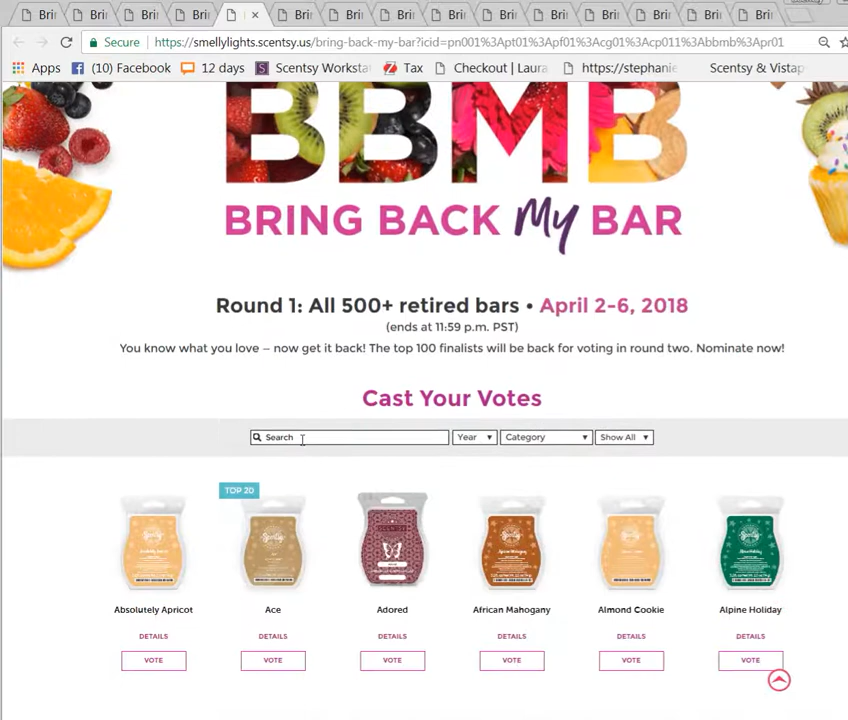 Bri Bri Bri Bri Bri Bring Bring Bring Bri Bri Bri Bri Bri Bri
Secure https://smellylights.scentsy.us/bring-back-my-bar?icid=pn001%3Apt01%3Apf01%3Acg01%3Acp011%3Abbmb%3Apr01
Apps (10) Facebook 12 days Scentsy Worksta Tax Checkout | Laura https://stephanie Scentsy & Vistap
BBMB
BRING BACK My BAR
Round 1: All 500+ retired bars • April 2-6, 2018
(ends at 11:59 p.m. PST)
You know what you love – now get it back! The top 100 finalists will be back for voting in round two. Nominate now!
Cast Your Votes
Search Year Category Show All
TOP 20
Absolutely Apricot Ace Adored African Mahogany Almond Cookie Alpine Holiday
DETAILS DETAILS DETAILS DETAILS DETAILS DETAILS
VOTE VOTE VOTE VOTE VOTE VOTE